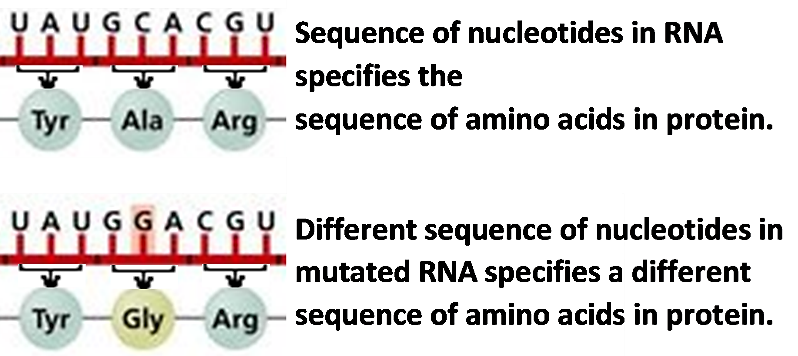 U A U G C A C G U
Sequence of nucleotides in RNA
specifies the
sequence of amino acids in protein.
Tyr Ala Arg
U A U G G A C G U
Different sequence of nucleotides in
mutated RNA specifies a different
sequence of amino acids in protein.
Tyr Gly Arg